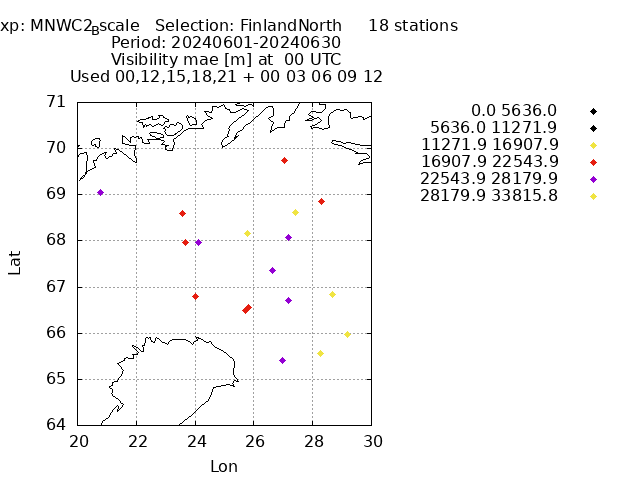 xp: MNWC2Bscale   Selection: FinlandNorth     18 stations
Period: 20240601-20240630
Visibility mae [m] at  00 UTC
Used 00,12,15,18,21 + 00 03 06 09 12
71
70
69
68
67
66
65
64
20 22 24 26 28 30
Lat
Lon
0.0 5636.0
5636.0 11271.9
11271.9 16907.9
16907.9 22543.9
22543.9 28179.9
28179.9 33815.8